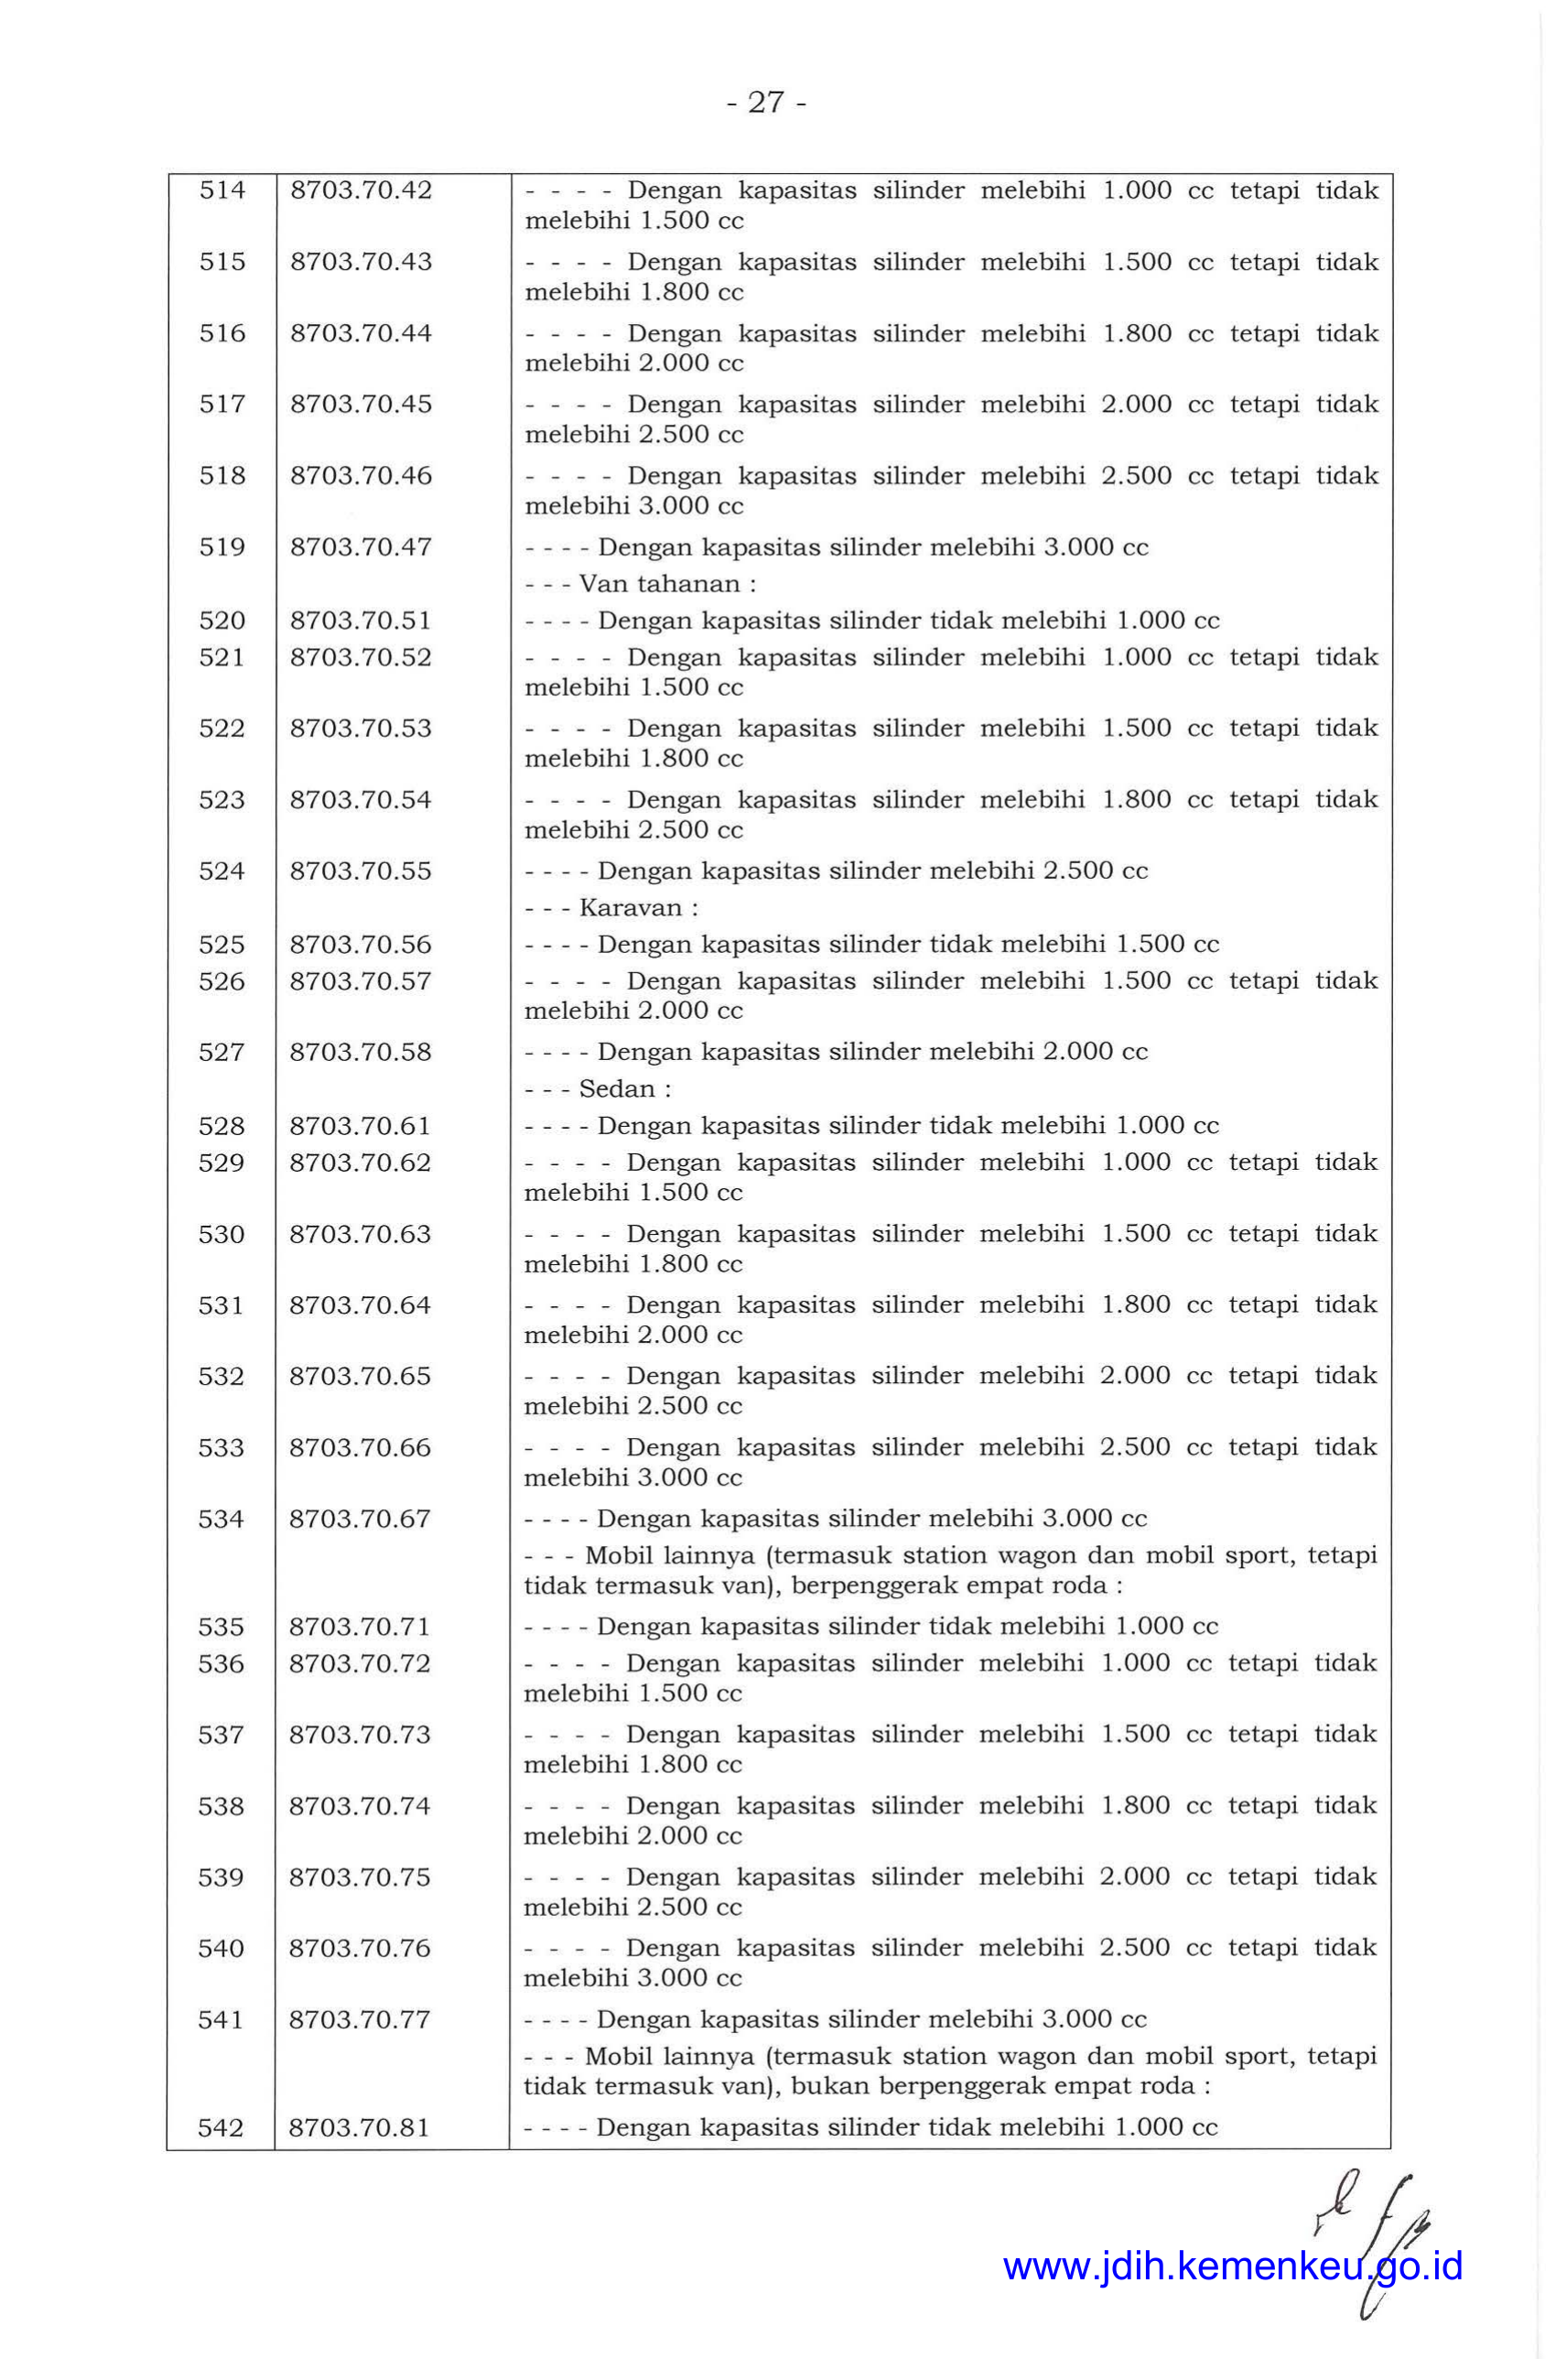 - 27 -
514 8703.70.42 - - - - Dengan kapasitas silinder melebihi 1.000 cc tetapi tidak
melebihi 1.500 cc
515 8703.70.43 - - - - Dengan kapasitas silinder melebihi 1.500 cc tetapi tidak
melebihi 1.800 cc
516 8703.70.44 - - - - Dengan kapasitas silinder melebihi 1.800 cc tetapi tidak
melebihi 2.000 cc
517 8703.70.45 - - - - Dengan kapasitas silinder melebihi 2.000 cc tetapi tidak
melebihi 2.500 cc
518 8703.70.46 - - - - Dengan kapasitas silinder melebihi 2.500 cc tetapi tidak
melebihi 3.000 cc
519 8703.70.47 - - - - Dengan kapasitas silinder melebihi 3.000 cc
- - - Van tahanan :
520 8703.70.51 - - - - Dengan kapasitas silinder tidak melebihi 1.000 cc
521 8703.70.52 - - - - Dengan kapasitas silinder melebihi 1.000 cc tetapi tidak
melebihi 1.500 cc
522 8703.70.53 - - - - Dengan kapasitas silinder melebihi 1.500 cc tetapi tidak
melebihi 1.800 cc
523 8703.70.54 - - - - Dengan kapasitas silinder melebihi 1.800 cc tetapi tidak
melebihi 2.500 cc
524 8703.70.55 - - - - Dengan kapasitas silinder melebihi 2.500 cc
- - - Karavan :
525 8703.70.56 - - - - Dengan kapasitas silinder tidak melebihi 1.500 cc
526 8703.70.57 - - - - Dengan kapasitas silinder melebihi 1.500 cc tetapi tidak
melebihi 2.000 cc
527 8703.70.58 - - - - Dengan kapasitas silinder melebihi 2.000 cc
- - - Sedan :
528 8703.70.61 - - - - Dengan kapasitas silinder tidak melebihi 1.000 cc
529 8703.70.62 - - - - Dengan kapasitas silinder melebihi 1.000 cc tetapi tidak
melebihi 1.500 cc
530 8703.70.63 - - - - Dengan kapasitas silinder melebihi 1.500 cc tetapi tidak
melebihi 1.800 cc
531 8703.70.64 - - - - Dengan kapasitas silinder melebihi 1.800 cc tetapi tidak
melebihi 2.000 cc
532 8703.70.65 - - - - Dengan kapasitas silinder melebihi 2.000 cc tetapi tidak
melebihi 2.500 cc
533 8703.70.66 - - - - Dengan kapasitas silinder melebihi 2.500 cc tetapi tidak
melebihi 3.000 cc
534 8703.70.67 - - - - Dengan kapasitas silinder melebihi 3.000 cc
- - - Mobil lainnya (termasuk station wagon dan mobil sport, tetapi
tidak termasuk van), berpenggerak empat roda :
535 8703.70.71 - - - - Dengan kapasitas silinder tidak melebihi 1.000 cc
536 8703.70.72 - - - - Dengan kapasitas silinder melebihi 1.000 cc tetapi tidak
melebihi 1.500 cc
537 8703.70.73 - - - - Dengan kapasitas silinder melebihi 1.500 cc tetapi tidak
melebihi 1.800 cc
538 8703.70.74 - - - - Dengan kapasitas silinder melebihi 1.800 cc tetapi tidak
melebihi 2.000 cc
539 8703.70.75 - - - - Dengan kapasitas silinder melebihi 2.000 cc tetapi tidak
melebihi 2.500 cc
540 8703.70.76 - - - - Dengan kapasitas silinder melebihi 2.500 cc tetapi tidak
melebihi 3.000 cc
541 8703.70.77 - - - - Dengan kapasitas silinder melebihi 3.000 cc
- - - Mobil lainnya (termasuk station wagon dan mobil sport, tetapi
tidak termasuk van), bukan berpenggerak empat roda :
542 8703.70.81 - - - - Dengan kapasitas silinder tidak melebihi 1.000 cc
www.jdih.kemenkeu.go.id